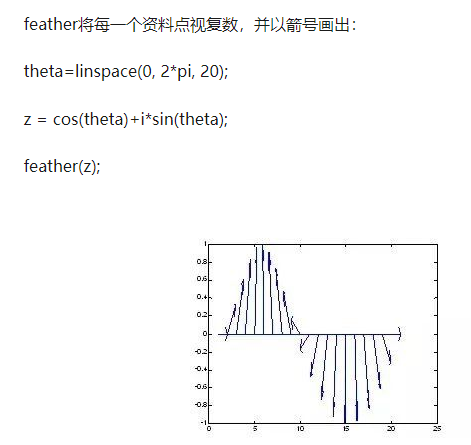 feather将每一个资料点视复数，并以箭号画出：
theta=linspace(0, 2*pi, 20);
z = cos(theta)+i*sin(theta);
feather(z);
1
0.8
0.6
0.4
0.2
0
-0.2
-0.4
-0.6
-0.8
-1
0 5 10 15 20 25